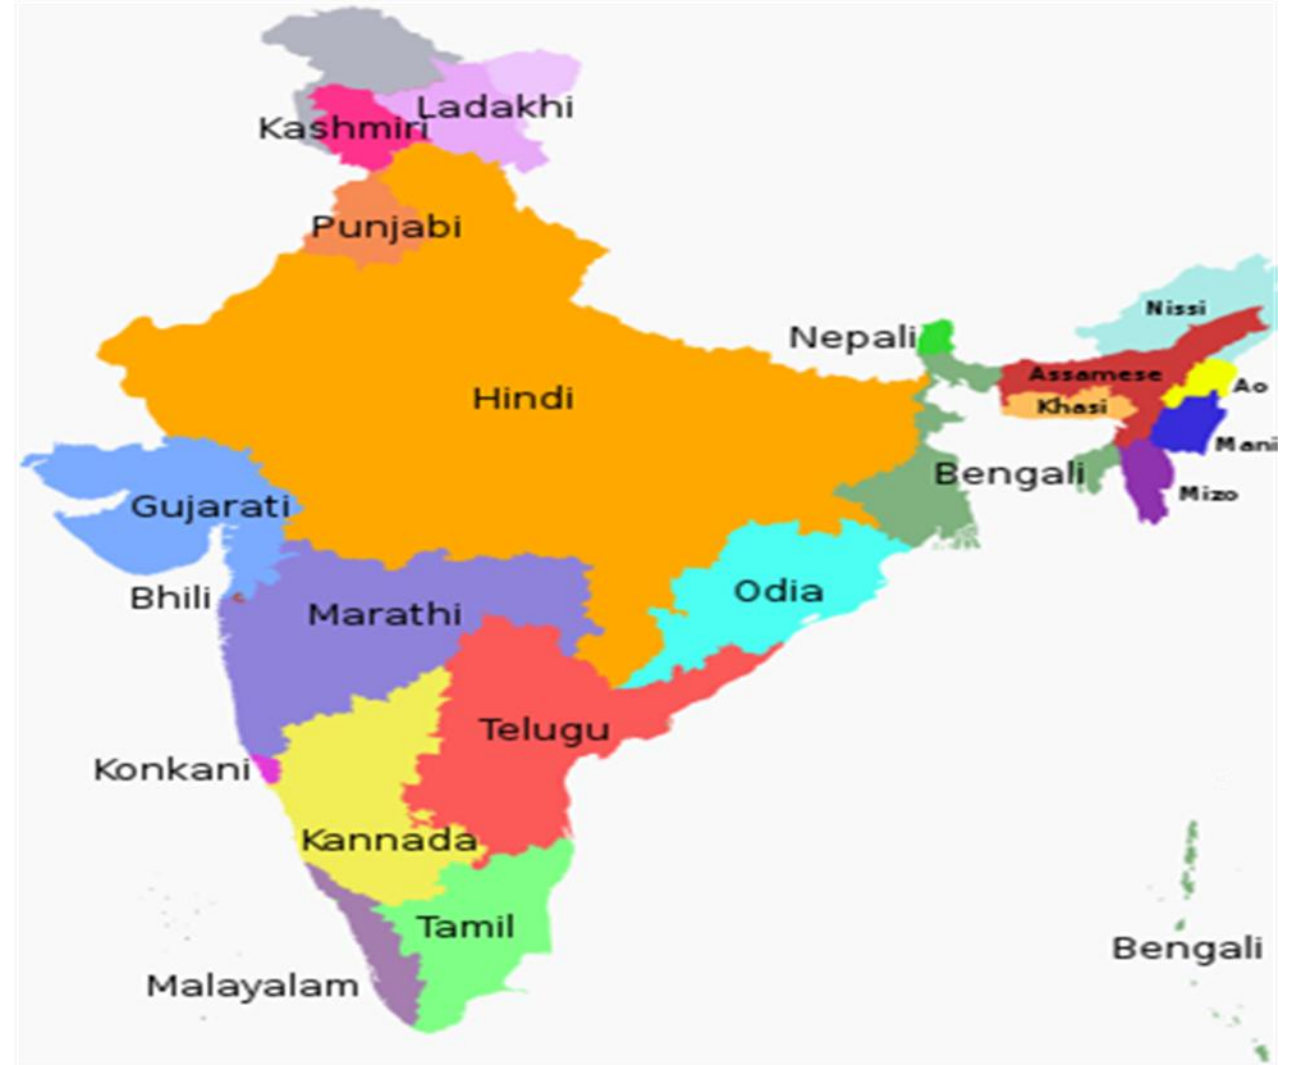 Ladakhi
Kashmiri
Punjabi
Nissi
Nepali
Assamese
Ao
Khasi
Hindi
Mani
Bengali
Mizo
Gujarati
Bhili
Odia
Marathi
Telugu
Konkani
Kannada
Tamil
Bengali
Malayalam